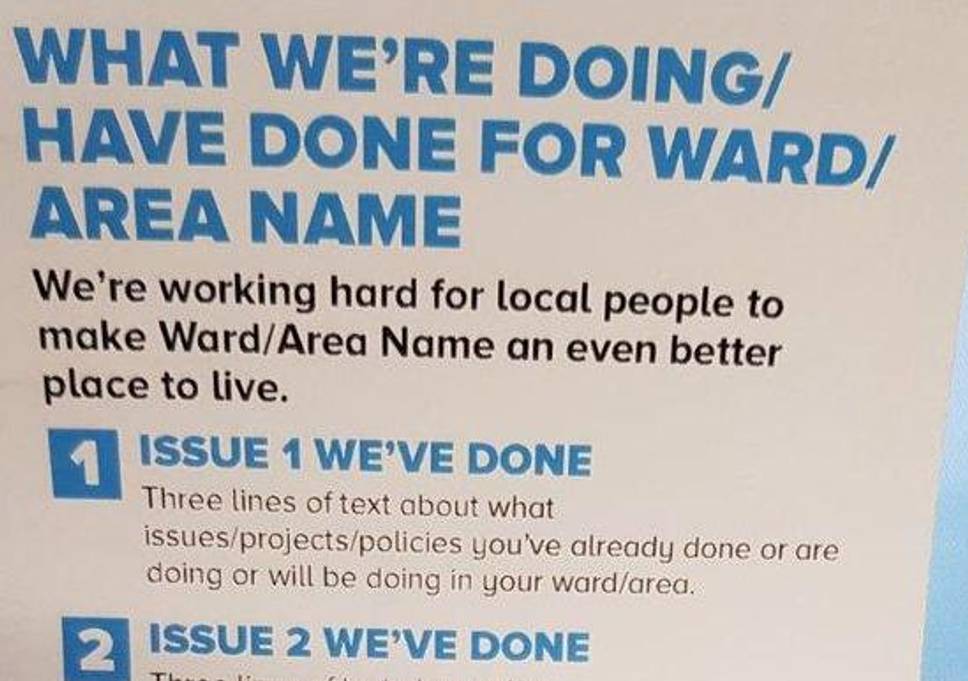 WHAT WE'RE DOING/
HAVE DONE FOR WARD/
AREA NAME
We're working hard for local people to
make Ward/Area Name an even better
place to live.
1 ISSUE 1 WE'VE DONE
Three lines of text about what
issues/projects/policies you've already done or are
doing or will be doing in your ward/area.
2 ISSUE 2 WE'VE DONE